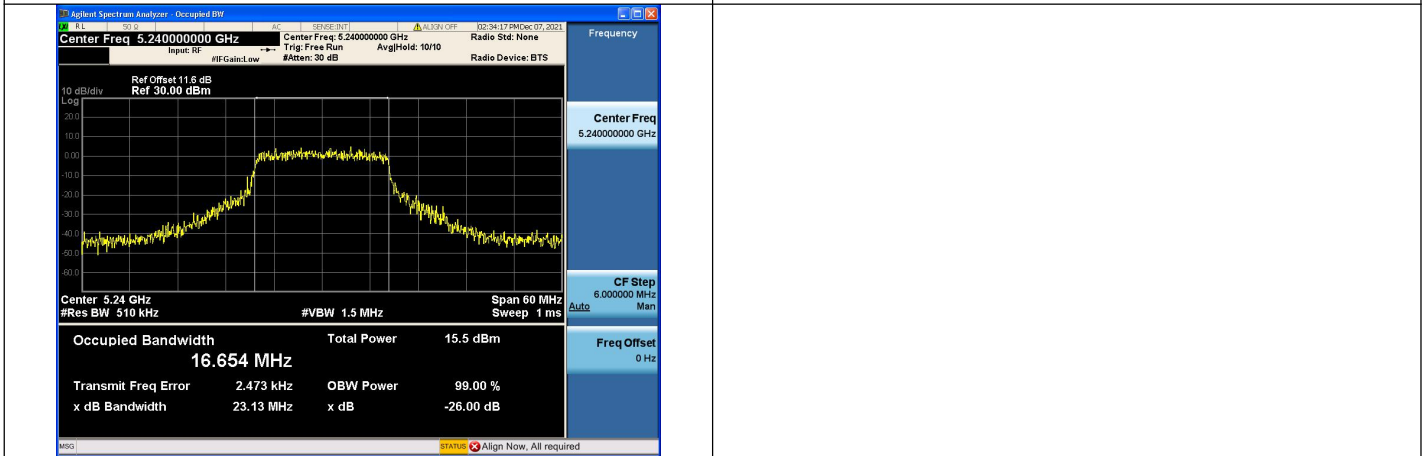 Agilent Spectrum Analyzer - Occupied BW
RL 50 Ω AC SENSE:INT ALIGN OFF 02:34:17 PM Dec 07, 2021
Center Freq 5.240000000 GHz
Center Freq: 5.240000000 GHz Radio Std: None
Input: RF Trig: Free Run Avg|Hold: 10/10
#IFGain:Low #Atten: 30 dB Radio Device: BTS
Frequency
Ref Offset 11.6 dB
10 dB/div Ref 30.00 dBm
Log
20.0
10.0
0.00
-10.0
-20.0
-30.0
-40.0
-50.0
-60.0
Center Freq
5.240000000 GHz
Center 5.24 GHz Span 60 MHz
#Res BW 510 kHz #VBW 1.5 MHz Sweep 1 ms
CF Step
6.000000 MHz
Auto Man
Occupied Bandwidth Total Power 15.5 dBm
16.654 MHz
Transmit Freq Error 2.473 kHz OBW Power 99.00 %
x dB Bandwidth 23.13 MHz x dB -26.00 dB
Freq Offset
0 Hz
MSG STATUS Align Now, All required